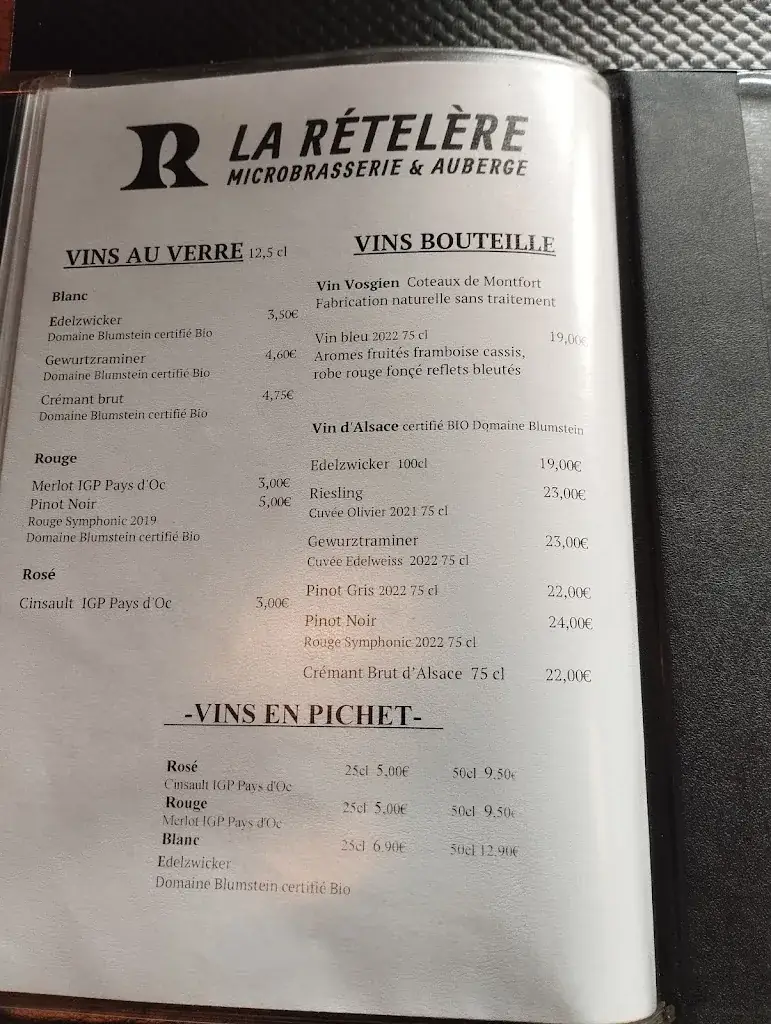 R LA RÉTELÈRE
MICROBRASSERIE & AUBERGE
VINS AU VERRE 12,5 cl
Blanc
Edelzwicker 3,50€
Domaine Blumstein certifié Bio
Gewurtzraminer 4,60€
Domaine Blumstein certifié Bio
Crémant brut 4,75€
Domaine Blumstein certifié Bio
Rouge
Merlot IGP Pays d'Oc 3,00€
Pinot Noir 5,00€
Rouge Symphonic 2019
Domaine Blumstein certifié Bio
Rosé
Cinsault IGP Pays d'Oc 3,00€
VINS BOUTEILLE
Vin Vosgien Coteaux de Montfort
Fabrication naturelle sans traitement
Vin bleu 2022 75 cl 19,00€
Aromes fruités framboise cassis,
robe rouge fonçé reflets bleutés
Vin d'Alsace certifié BIO Domaine Blumstein
Edelzwicker 100cl 19,00€
Riesling 23,00€
Cuvée Olivier 2021 75 cl
Gewurztraminer 23,00€
Cuvée Edelweiss 2022 75 cl
Pinot Gris 2022 75 cl 22,00€
Pinot Noir 24,00€
Rouge Symphonic 2022 75 cl
Crémant Brut d'Alsace 75 cl 22,00€
-VINS EN PICHET-
Rosé 25cl 5,00€ 50cl 9,50€
Cinsault IGP Pays d'Oc
Rouge 25cl 5,00€ 50cl 9,50€
Merlot IGP Pays d'Oc
Blanc 25cl 6,90€ 50cl 12,90€
Edelzwicker
Domaine Blumstein certifié Bio